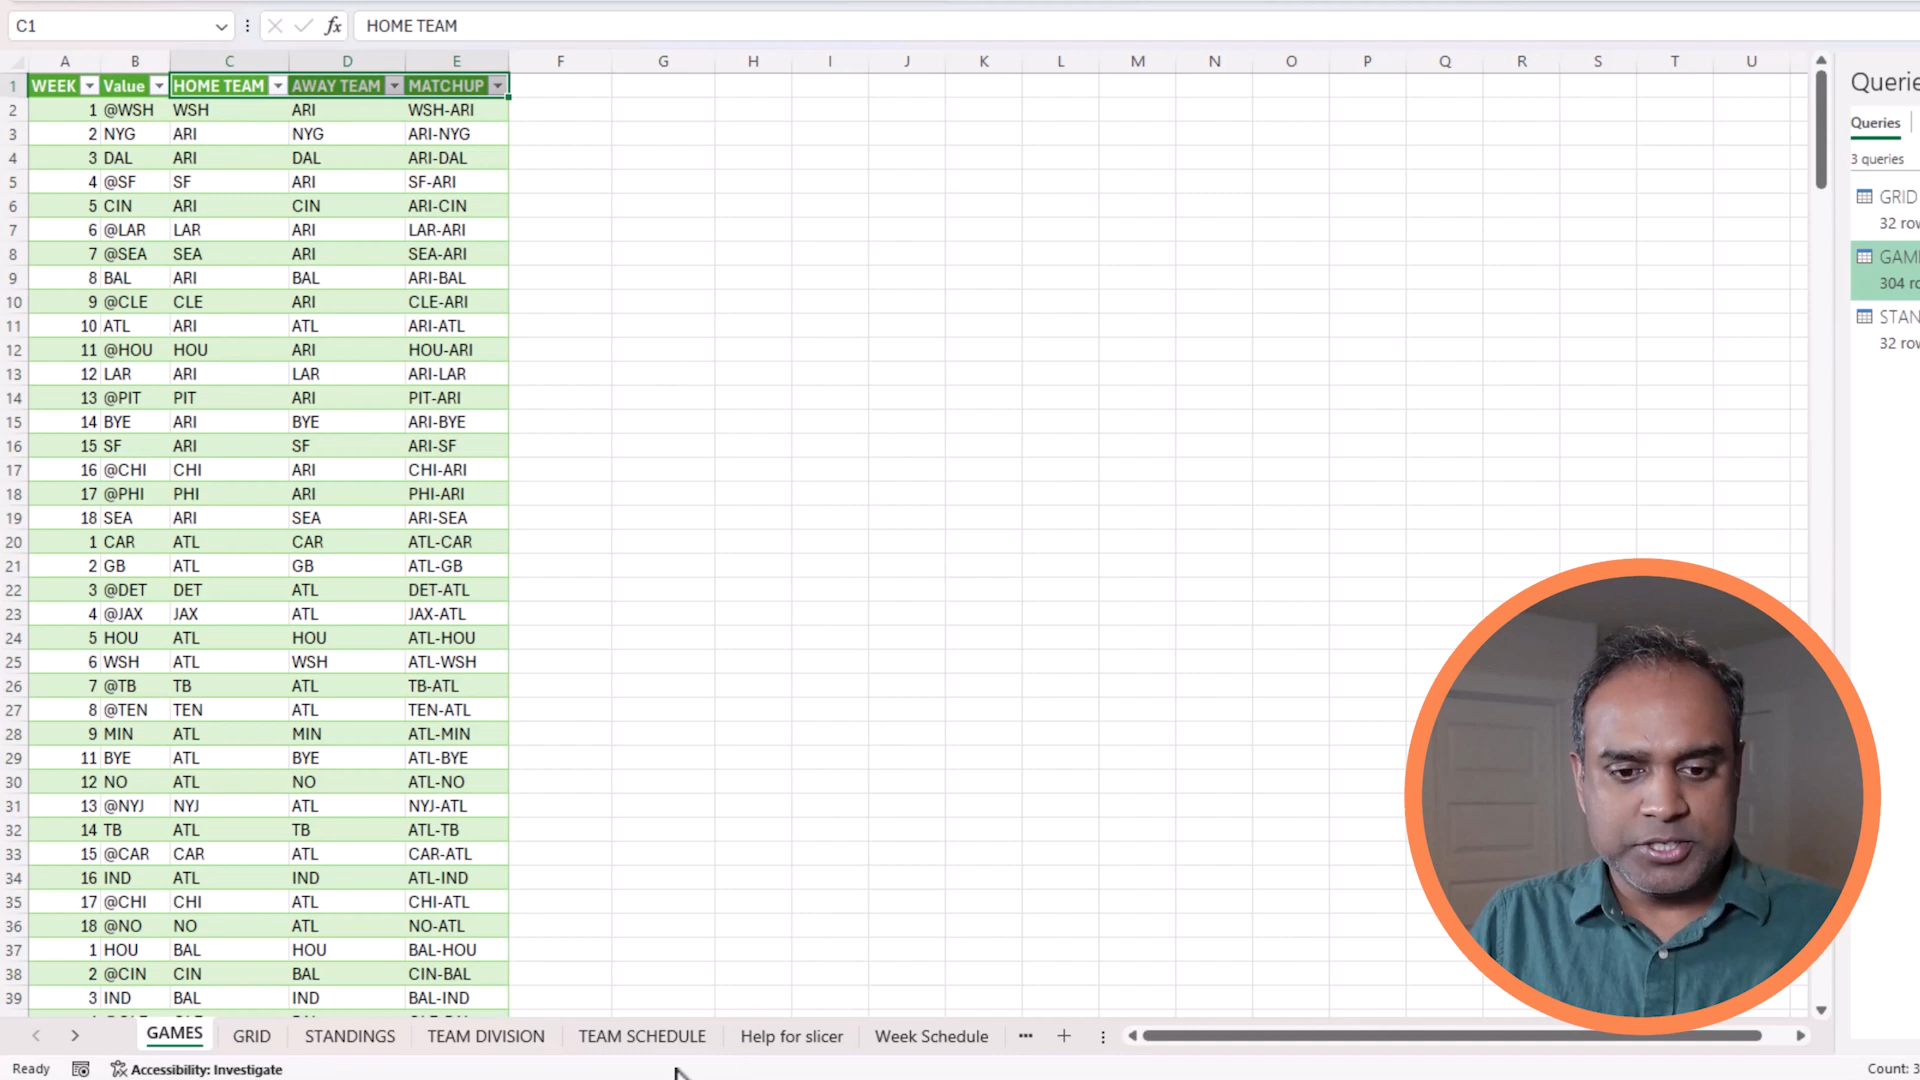 C1 fx HOME TEAM
A B C D E F G H I J K L M N O P Q R S T U
1 WEEK Value HOME TEAM AWAY TEAM MATCHUP
2 1 @WSH WSH ARI WSH-ARI
3 2 NYG ARI NYG ARI-NYG
4 3 DAL ARI DAL ARI-DAL
5 4 @SF SF ARI SF-ARI
6 5 CIN ARI CIN ARI-CIN
7 6 @LAR LAR ARI LAR-ARI
8 7 @SEA SEA ARI SEA-ARI
9 8 BAL ARI BAL ARI-BAL
10 9 @CLE CLE ARI CLE-ARI
11 10 ATL ARI ATL ARI-ATL
12 11 @HOU HOU ARI HOU-ARI
13 12 LAR ARI LAR ARI-LAR
14 13 @PIT PIT ARI PIT-ARI
15 14 BYE ARI BYE ARI-BYE
16 15 SF ARI SF ARI-SF
17 16 @CHI CHI ARI CHI-ARI
18 17 @PHI PHI ARI PHI-ARI
19 18 SEA ARI SEA ARI-SEA
20 1 CAR ATL CAR ATL-CAR
21 2 GB ATL GB ATL-GB
22 3 @DET DET ATL DET-ATL
23 4 @JAX JAX ATL JAX-ATL
24 5 HOU ATL HOU ATL-HOU
25 6 WSH ATL WSH ATL-WSH
26 7 @TB TB ATL TB-ATL
27 8 @TEN TEN ATL TEN-ATL
28 9 MIN ATL MIN ATL-MIN
29 11 BYE ATL BYE ATL-BYE
30 12 NO ATL NO ATL-NO
31 13 @NYJ NYJ ATL NYJ-ATL
32 14 TB ATL TB ATL-TB
33 15 @CAR CAR ATL CAR-ATL
34 16 IND ATL IND ATL-IND
35 17 @CHI CHI ATL CHI-ATL
36 18 @NO NO ATL NO-ATL
37 1 HOU BAL HOU BAL-HOU
38 2 @CIN CIN BAL CIN-BAL
39 3 IND BAL IND BAL-IND
Querie
Queries
3 queries
GRID
32 rov
GAM
304 ro
STAN
32 rov
GAMES GRID STANDINGS TEAM DIVISION TEAM SCHEDULE Help for slicer Week Schedule
Ready Accessibility: Investigate Count: 3